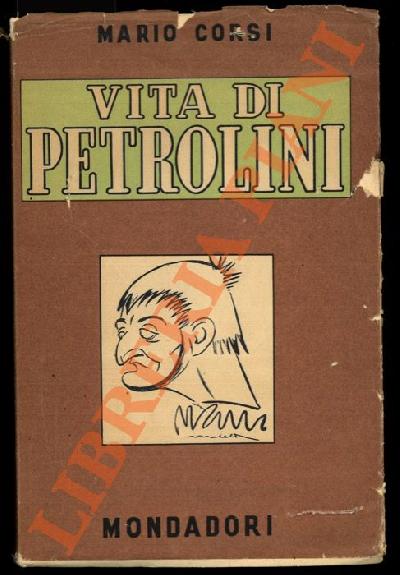 MARIO CORSI
VITA DI
PETROLINI
MONDADORI
LIBRERIA PIANI